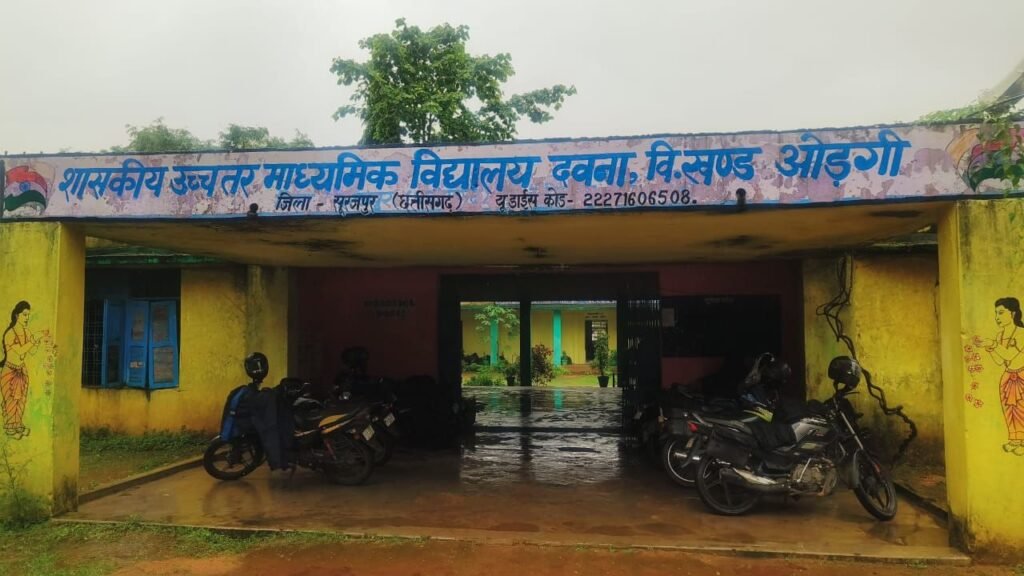 शासकीय उच्चतर माध्यमिक विद्यालय दवना, वि.खण्ड ओड़गी
जिला - सूरजपुर (छत्तीसगढ़) यू डाईस कोड- 22271606508.